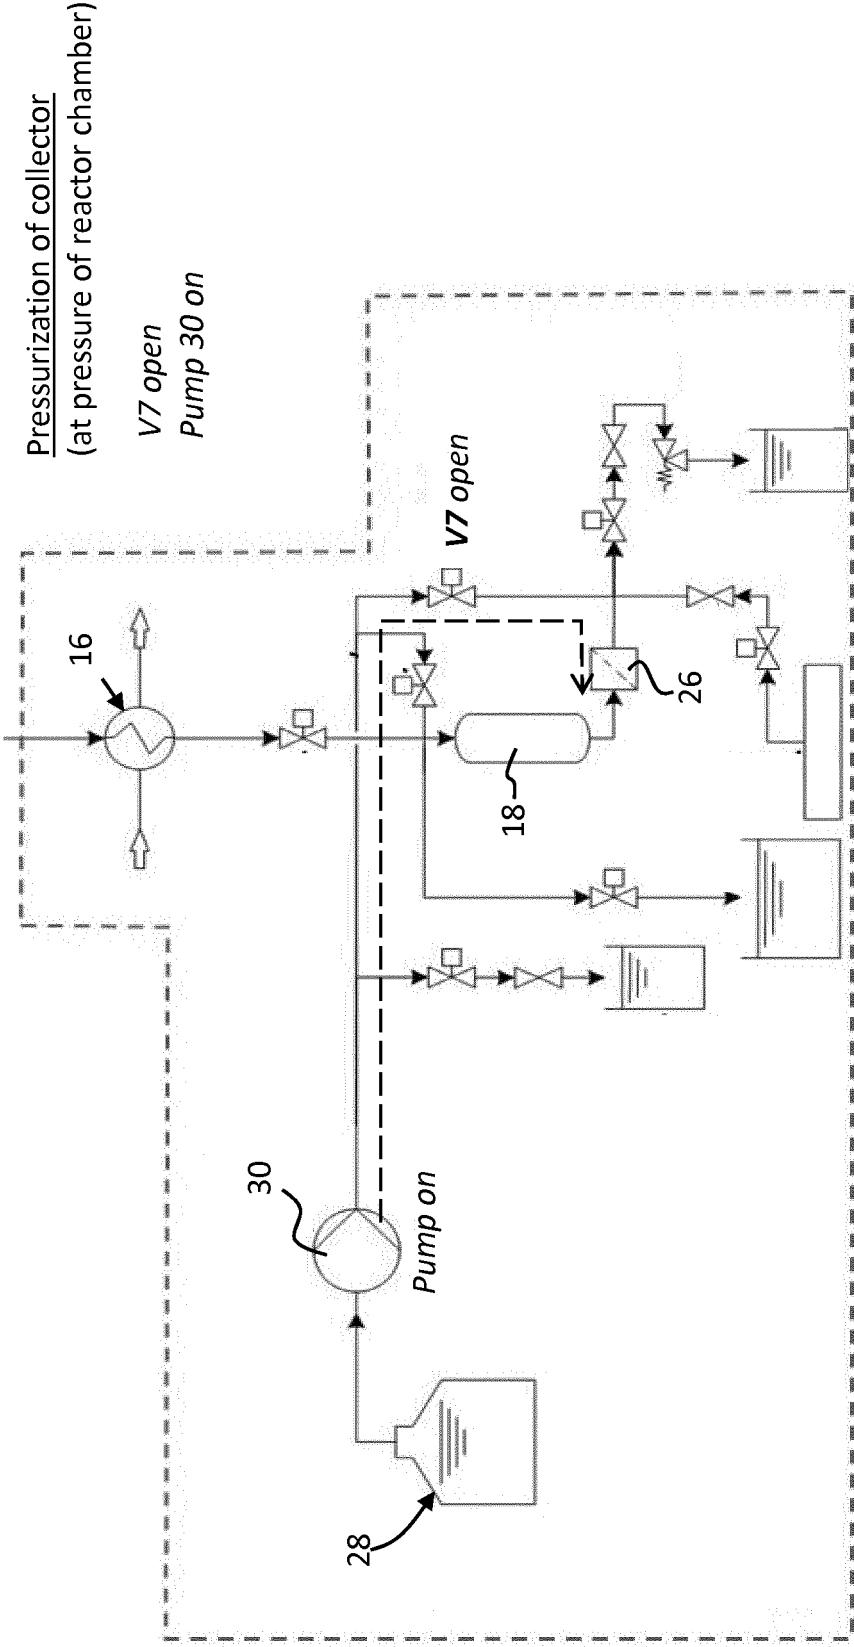 Pressurization of collector
(at pressure of reactor chamber)
V7 open
Pump 30 on
16
V7 open
26
18
30
Pump on
28